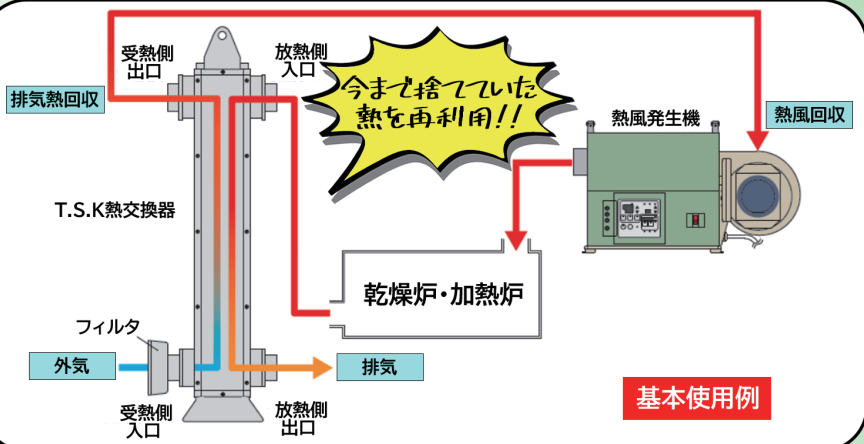 受熱側
出口
放熱側
入口
排気熱回収
今まで捨てていた
熱を再利用!!
熱風発生機
熱風回収
T.S.K熱交換器
乾燥炉・加熱炉
フィルタ
外気
排気
受熱側
入口
放熱側
出口
基本使用例